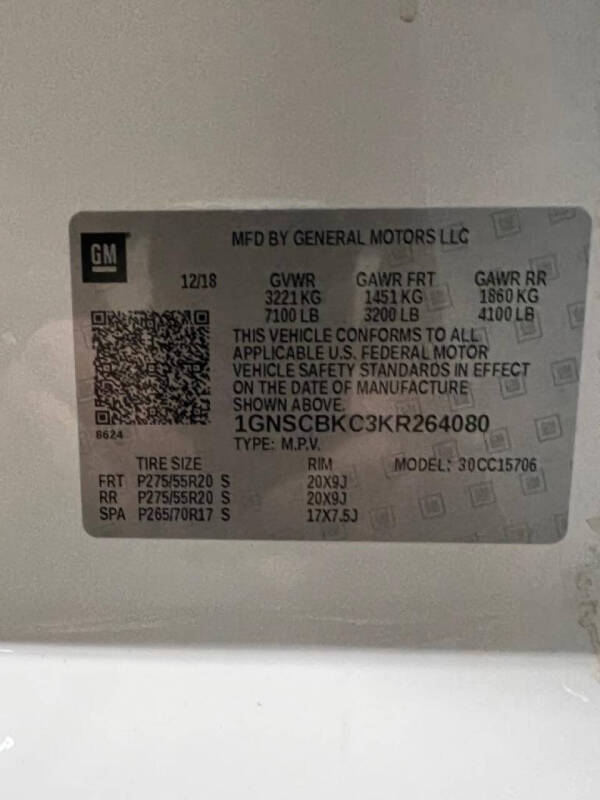 GM
MFD BY GENERAL MOTORS LLC
12/18 GVWR GAWR FRT GAWR RR
3221 KG 1451 KG 1860 KG
7100 LB 3200 LB 4100 LB
THIS VEHICLE CONFORMS TO ALL
APPLICABLE U.S. FEDERAL MOTOR
VEHICLE SAFETY STANDARDS IN EFFECT
ON THE DATE OF MANUFACTURE
SHOWN ABOVE.
1GNSCBKC3KR264080
8624
TYPE: M.P.V.
TIRE SIZE RIM MODEL: 30CC15706
FRT P275/55R20 S 20X9J
RR P275/55R20 S 20X9J
SPA P265/70R17 S 17X7.5J